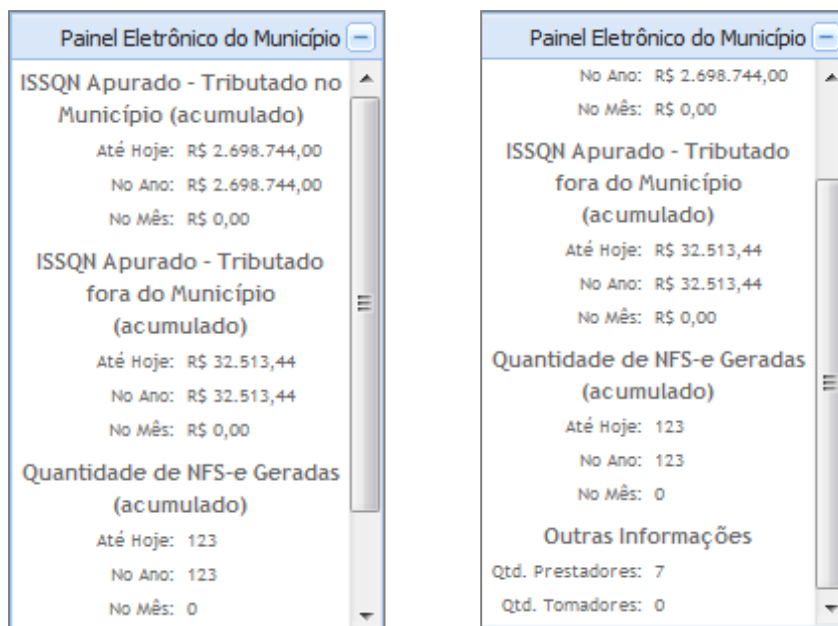 Painel Eletrônico do Município
ISSQN Apurado - Tributado no
Município (acumulado)
Até Hoje: R$ 2.698.744,00
No Ano: R$ 2.698.744,00
No Mês: R$ 0,00
ISSQN Apurado - Tributado
fora do Município
(acumulado)
Até Hoje: R$ 32.513,44
No Ano: R$ 32.513,44
No Mês: R$ 0,00
Quantidade de NFS-e Geradas
(acumulado)
Até Hoje: 123
No Ano: 123
No Mês: 0
Painel Eletrônico do Município
No Ano: R$ 2.698.744,00
No Mês: R$ 0,00
ISSQN Apurado - Tributado
fora do Município
(acumulado)
Até Hoje: R$ 32.513,44
No Ano: R$ 32.513,44
No Mês: R$ 0,00
Quantidade de NFS-e Geradas
(acumulado)
Até Hoje: 123
No Ano: 123
No Mês: 0
Outras Informações
Qtd. Prestadores: 7
Qtd. Tomadores: 0